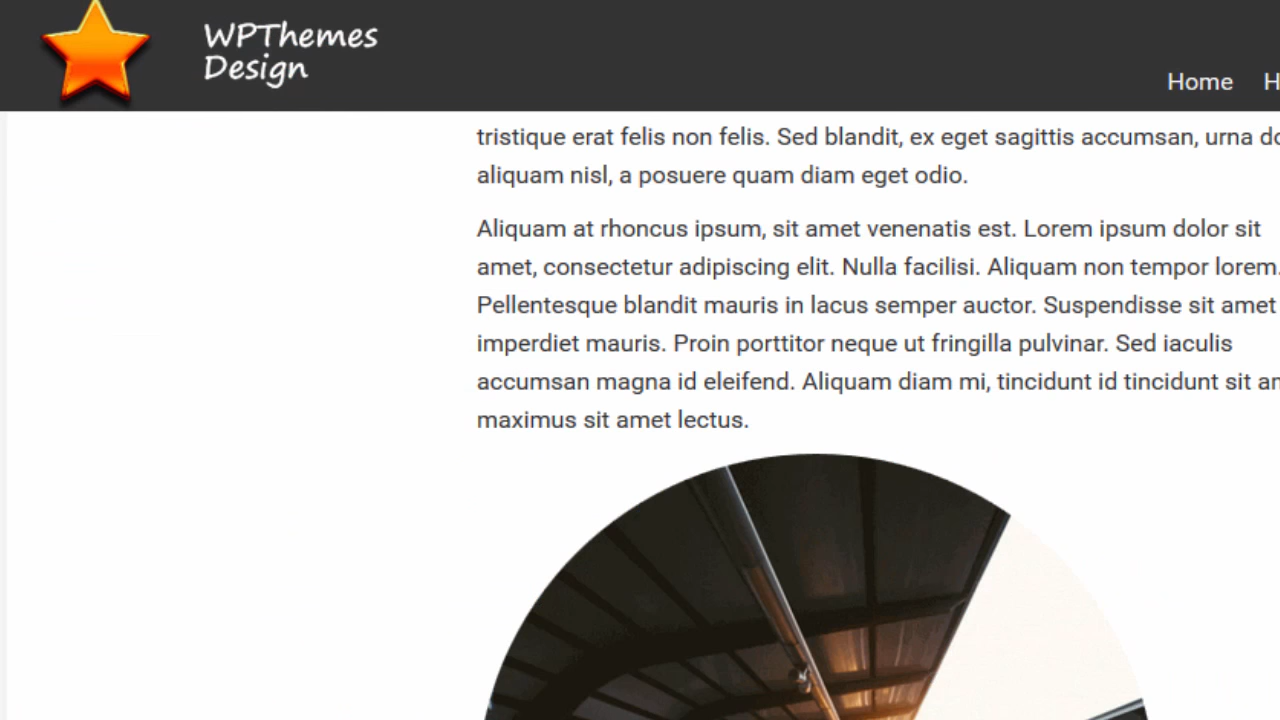 WPThemes
Design
Home
tristique erat felis non felis. Sed blandit, ex eget sagittis accumsan, urna
aliquam nisl, a posuere quam diam eget odio.
Aliquam at rhoncus ipsum, sit amet venenatis est. Lorem ipsum dolor sit
amet, consectetur adipiscing elit. Nulla facilisi. Aliquam non tempor lorem.
Pellentesque blandit mauris in lacus semper auctor. Suspendisse sit amet
imperdiet mauris. Proin porttitor neque ut fringilla pulvinar. Sed iaculis
accumsan magna id eleifend. Aliquam diam mi, tincidunt id tincidunt sit
maximus sit amet lectus.